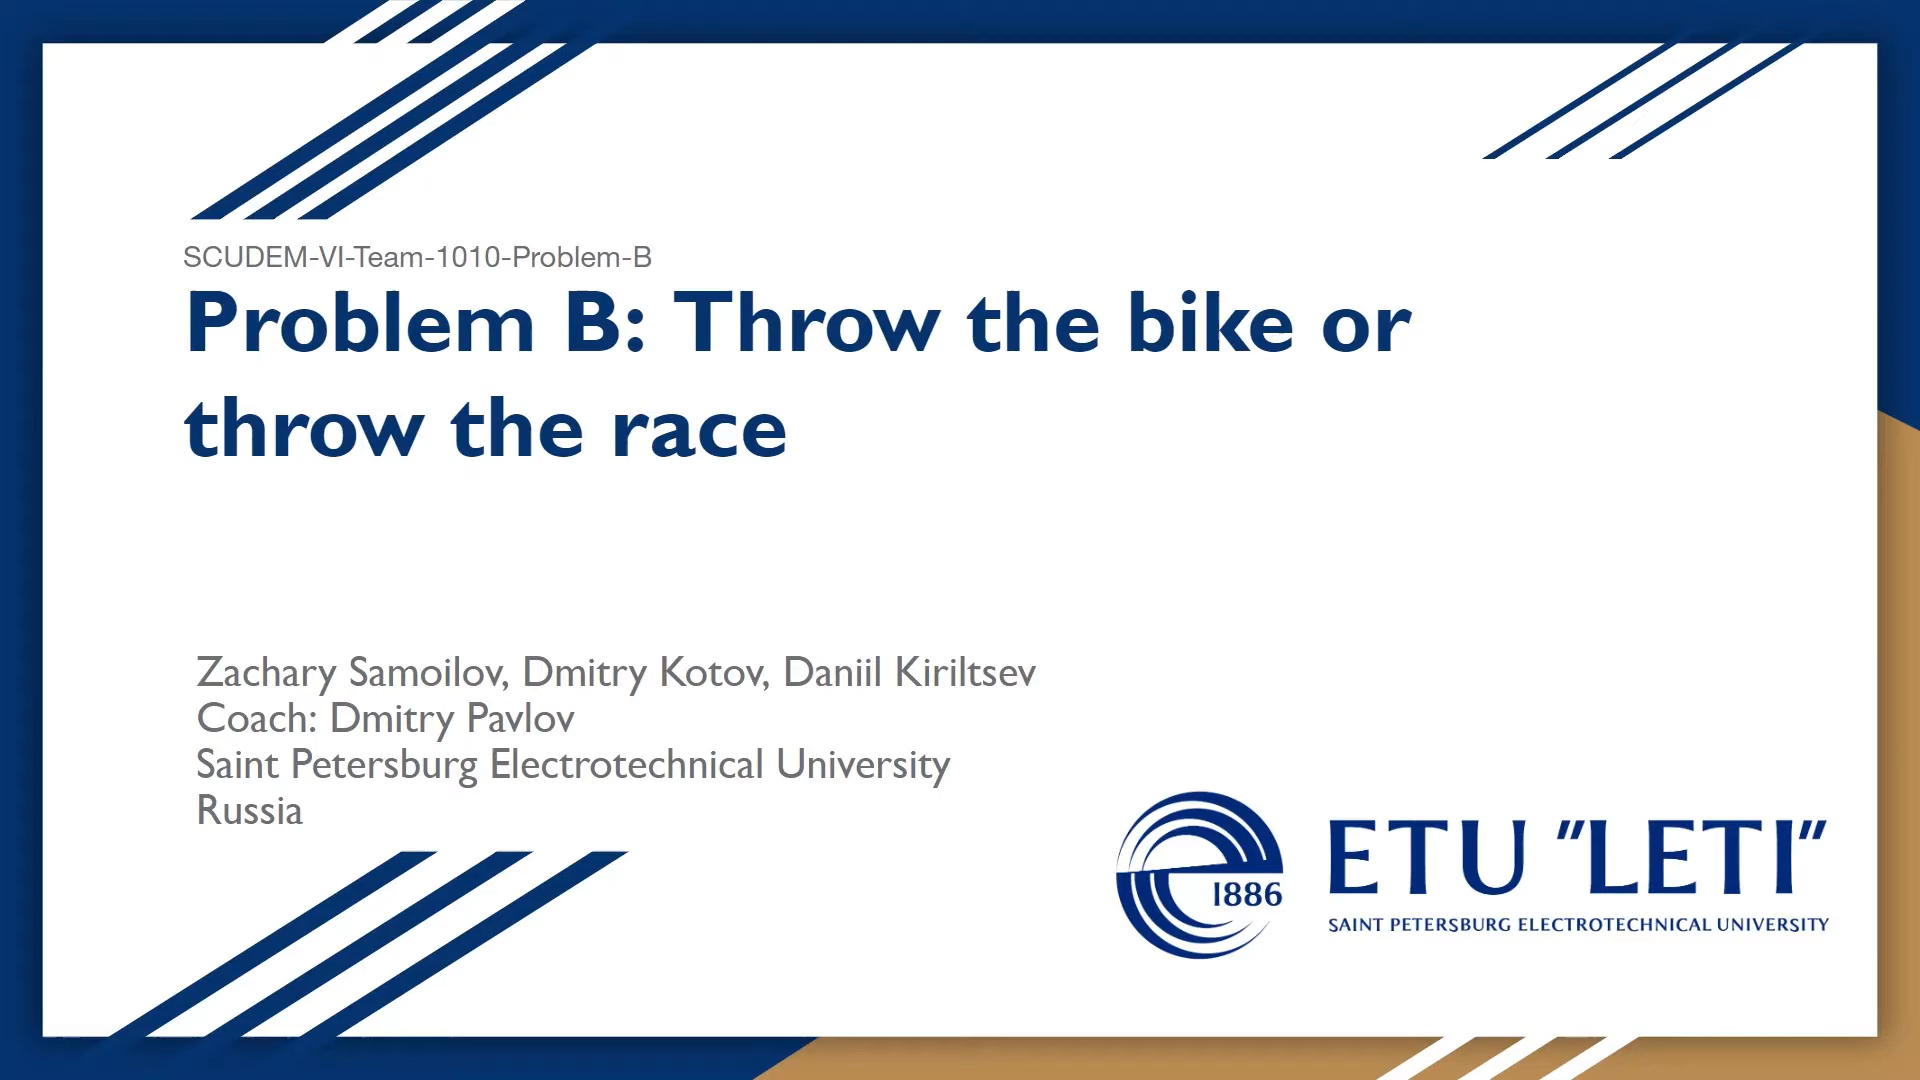 SCUDEM-VI-Team-1010-Problem-B
Problem B: Throw the bike or
throw the race
Zachary Samoilov, Dmitry Kotov, Daniil Kiriltsev
Coach: Dmitry Pavlov
Saint Petersburg Electrotechnical University
Russia
1886
ETU "LETI"
SAINT PETERSBURG ELECTROTECHNICAL UNIVERSITY